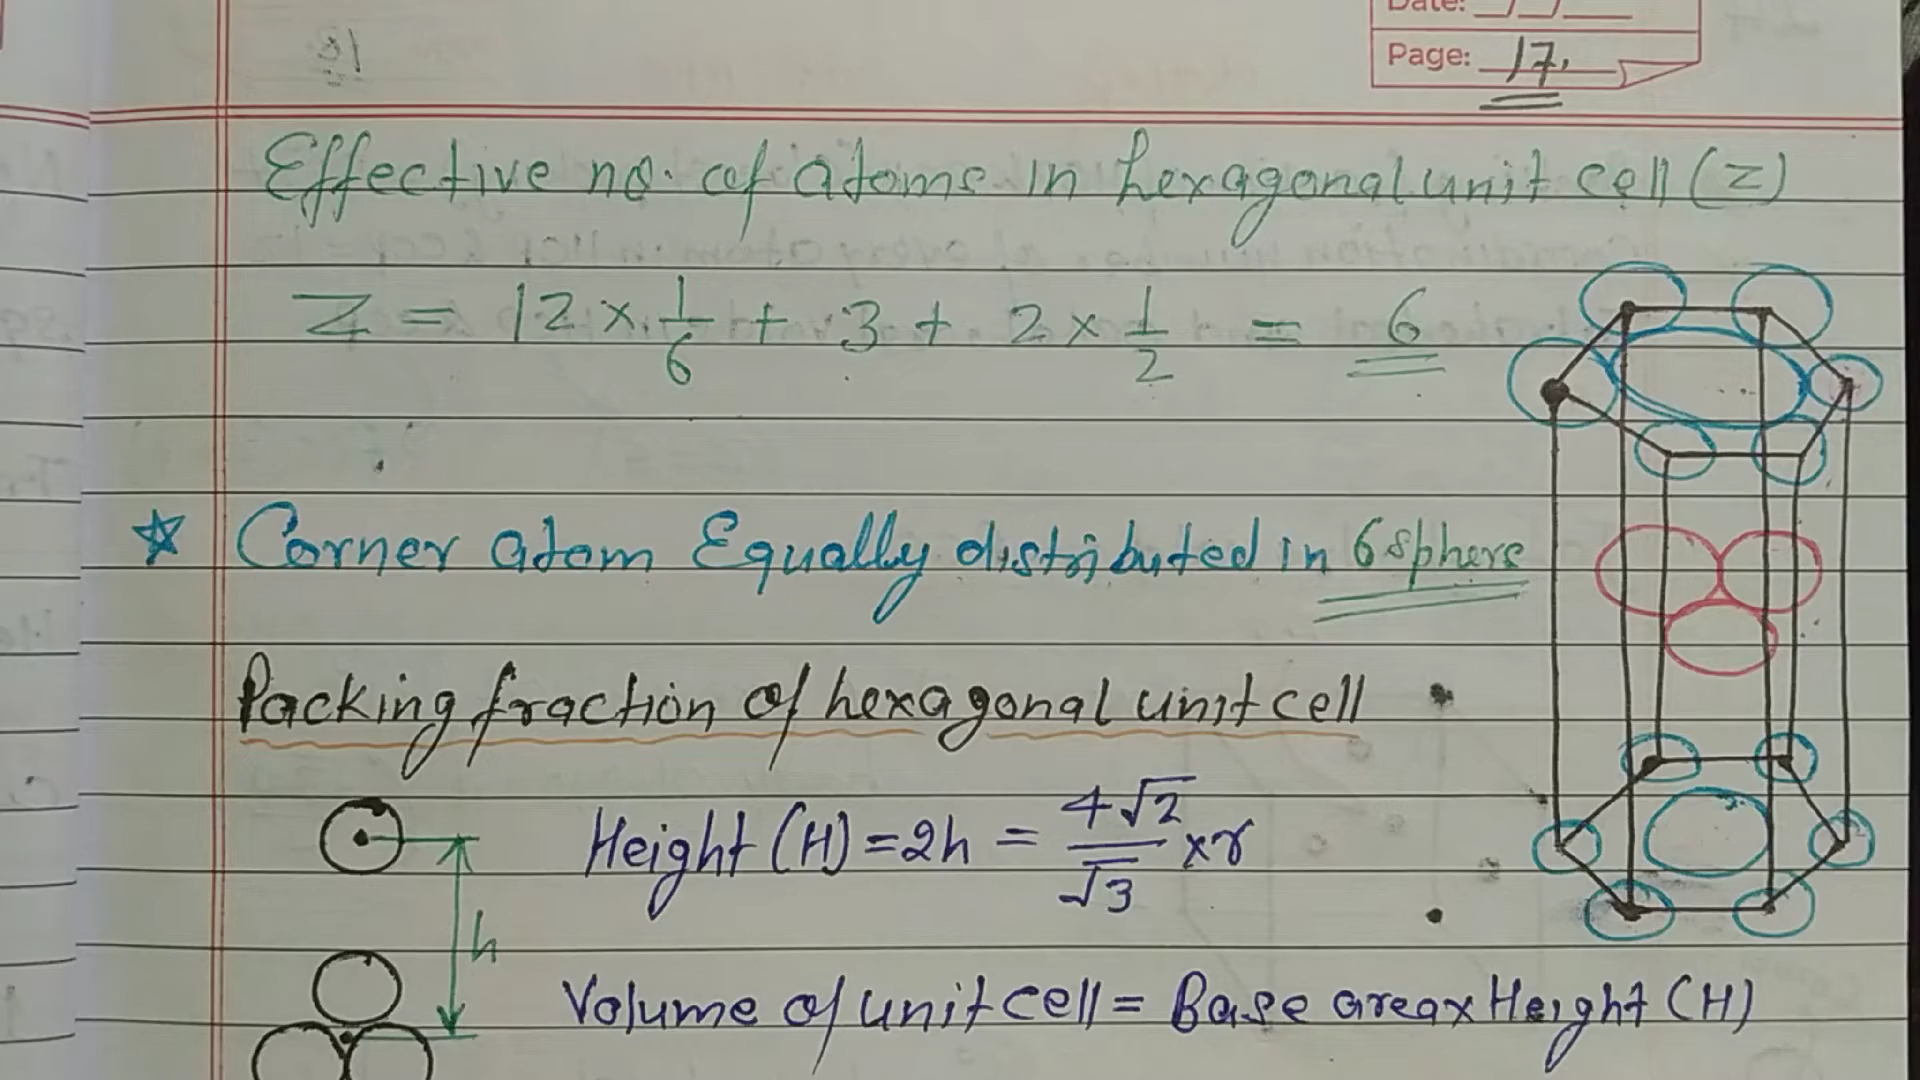 Date: _/_/__
Page: 17.
Effective no. of atoms in hexagonal unit cell (Z)
Z = 12 × 1/6 + 3 + 2 × 1/2 = 6
☆ Corner atom Equally distributed in 6 sphere
Packing fraction of hexagonal unit cell
Height (H) = 2h = 4√2/√3 × r
h
Volume of unit cell = Base area x Height (H)